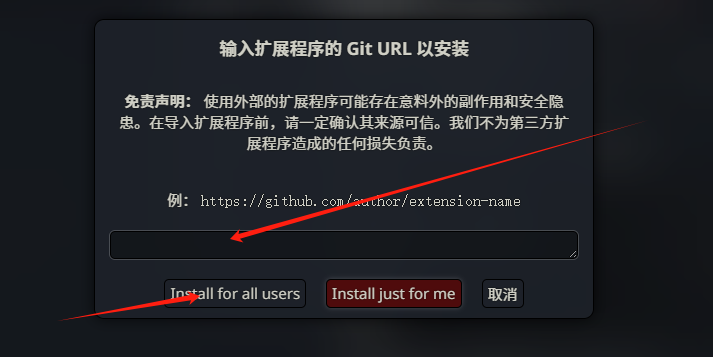 输入扩展程序的 Git URL 以安装
免责声明： 使用外部的扩展程序可能存在意料外的副作用和安全隐
患。在导入扩展程序前，请一定确认其来源可信。我们不为第三方扩
展程序造成的任何损失负责。
例： https://github.com/author/extension-name
Install for all users Install just for me 取消